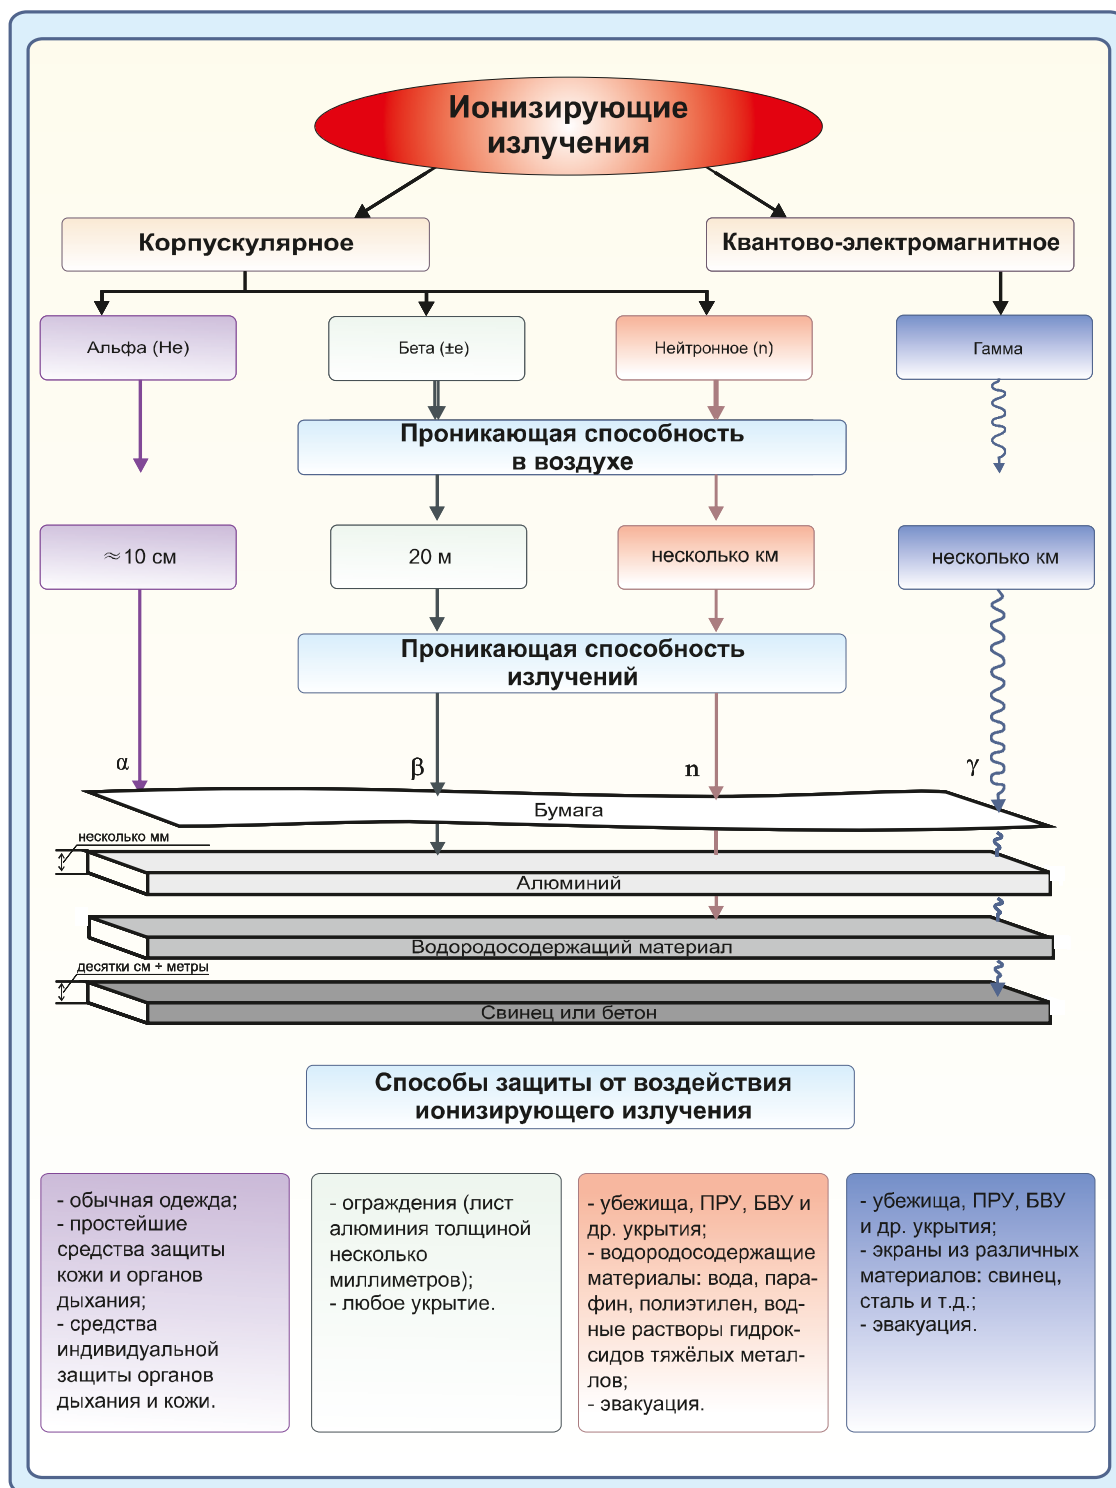 Ионизирующие
излучения
Корпускулярное
Квантово-электромагнитное
Альфа (He)
Бета (±e)
Нейтронное (n)
Гамма
Проникающая способность
в воздухе
≈10 см
20 м
несколько км
несколько км
Проникающая способность
излучений
α
β
n
γ
Бумага
несколько мм
Алюминий
Водородосодержащий материал
десятки см + метры
Свинец или бетон
Способы защиты от воздействия
ионизирующего излучения
- обычная одежда;
- простейшие
средства защиты
кожи и органов
дыхания;
- средства
индивидуальной
защиты органов
дыхания и кожи.
- ограждения (лист
алюминия толщиной
несколько
миллиметров);
- любое укрытие.
- убежища, ПРУ, БВУ и
др. укрытия;
- водородосодержащие
материалы: вода, пара-
фин, полиэтилен, вод-
ные растворы гидрок-
сидов тяжёлых метал-
лов;
- эвакуация.
- убежища, ПРУ, БВУ
и др. укрытия;
- экраны из различных
материалов: свинец,
сталь и т.д.;
- эвакуация.